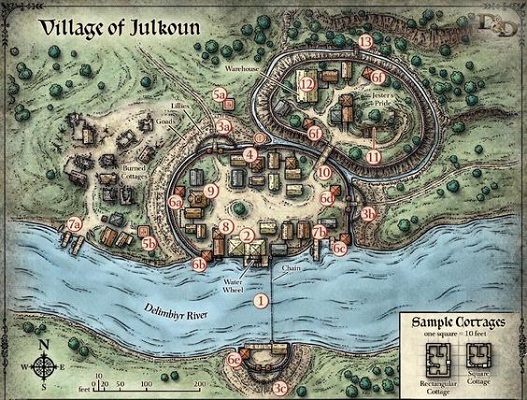 Village of Julkoun
D&D
13
Warehouse
12
6f
5a
Lillies
Jester's
Pride
3a
Goods
6f
11
4
10
Burned
Cottages
9
6a
6d
3b
7a
8
2
7b
5b
6b
6c
Water
Wheel
Chain
1
Delimbiyr River
Sample Cottages
one square = 10 feet
Rectangular
Cottage
Square
Cottage
N
W
E
S
feet
0 10 20
50
100
200
6e
3c